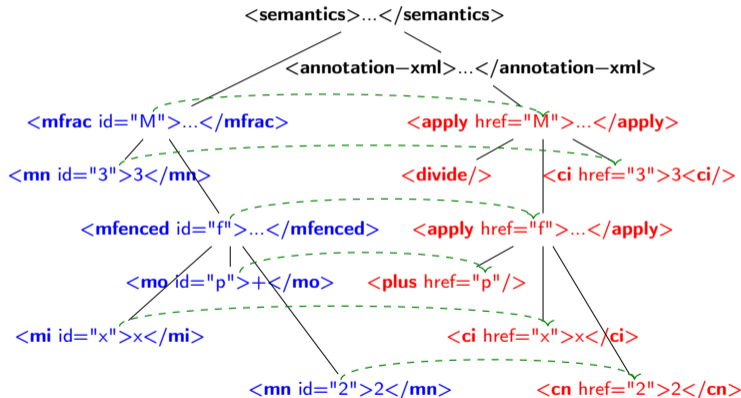 <semantics>...</semantics>
<annotation−xml>...</annotation−xml>
<mfrac id="M">...</mfrac> <apply href="M">...</apply>
<mn id="3">3</mn> <divide/> <ci href="3">3<ci/>
<mfenced id="f">...</mfenced> <apply href="f">...</apply>
<mo id="p">+</mo> <plus href="p"/>
<mi id="x">x</mi> <ci href="x">x</ci>
<mn id="2">2</mn> <cn href="2">2</cn>